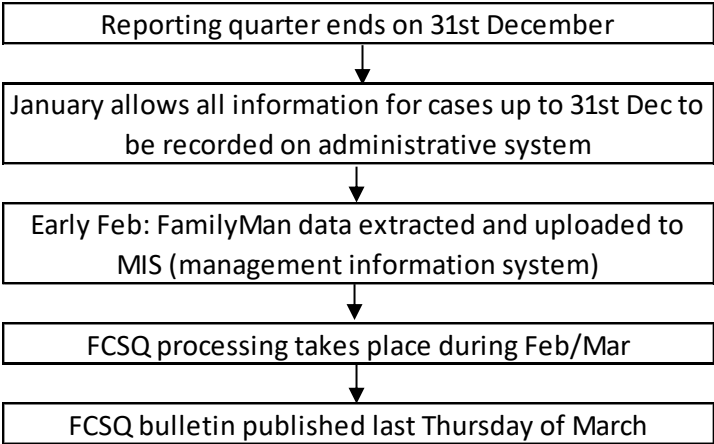 Reporting quarter ends on 31st December
January allows all information for cases up to 31st Dec to
be recorded on administrative system
Early Feb: FamilyMan data extracted and uploaded to
MIS (management information system)
FCSQ processing takes place during Feb/Mar
FCSQ bulletin published last Thursday of March